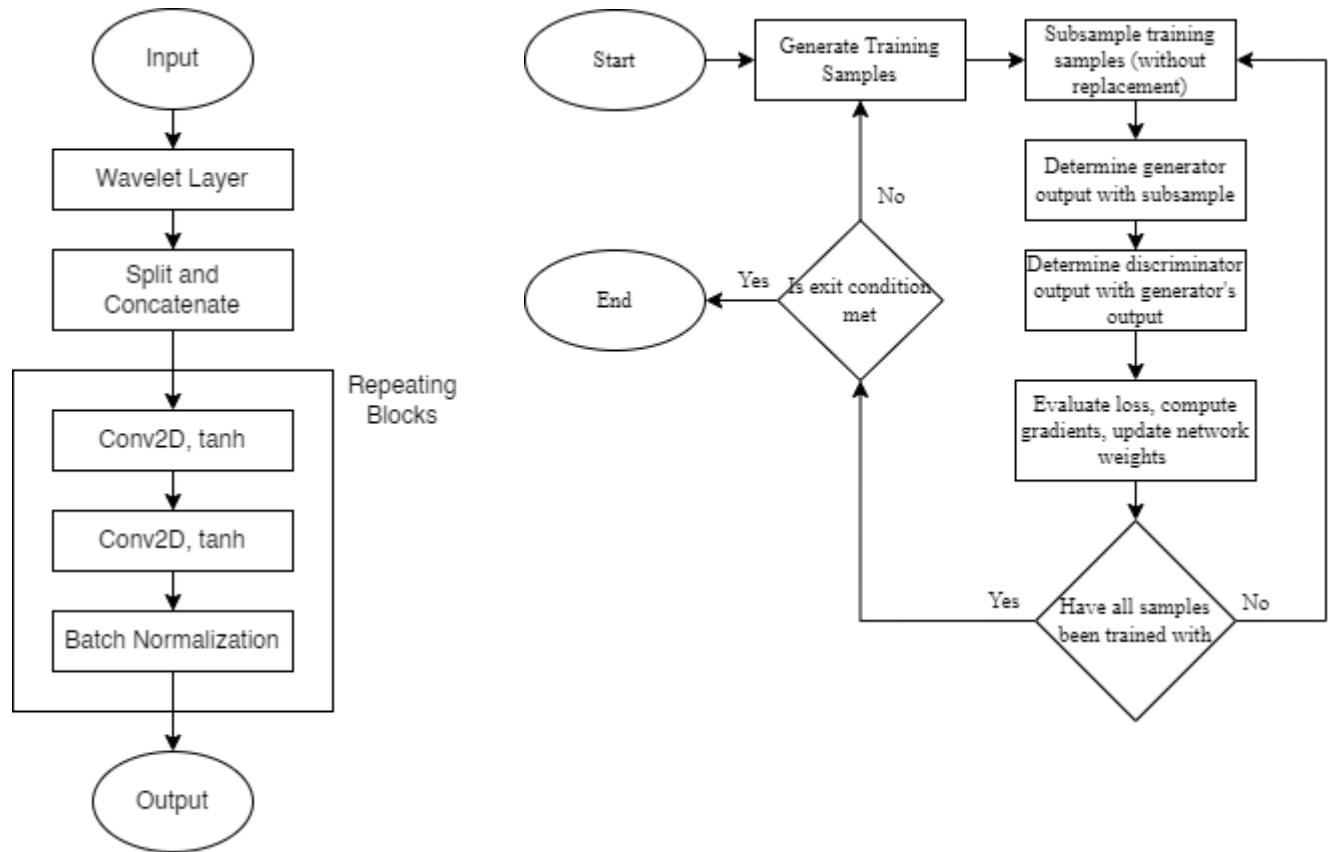 Input
Wavelet Layer
Split and
Concatenate
Repeating
Blocks
Conv2D, tanh
Conv2D, tanh
Batch Normalization
Output
Start
Generate Training
Samples
Subsample training
samples (without
replacement)
Determine generator
output with subsample
Determine discriminator
output with generator's
output
Evaluate loss, compute
gradients, update network
weights
Have all samples
been trained with
Yes
No
Is exit condition
met
No
Yes
End